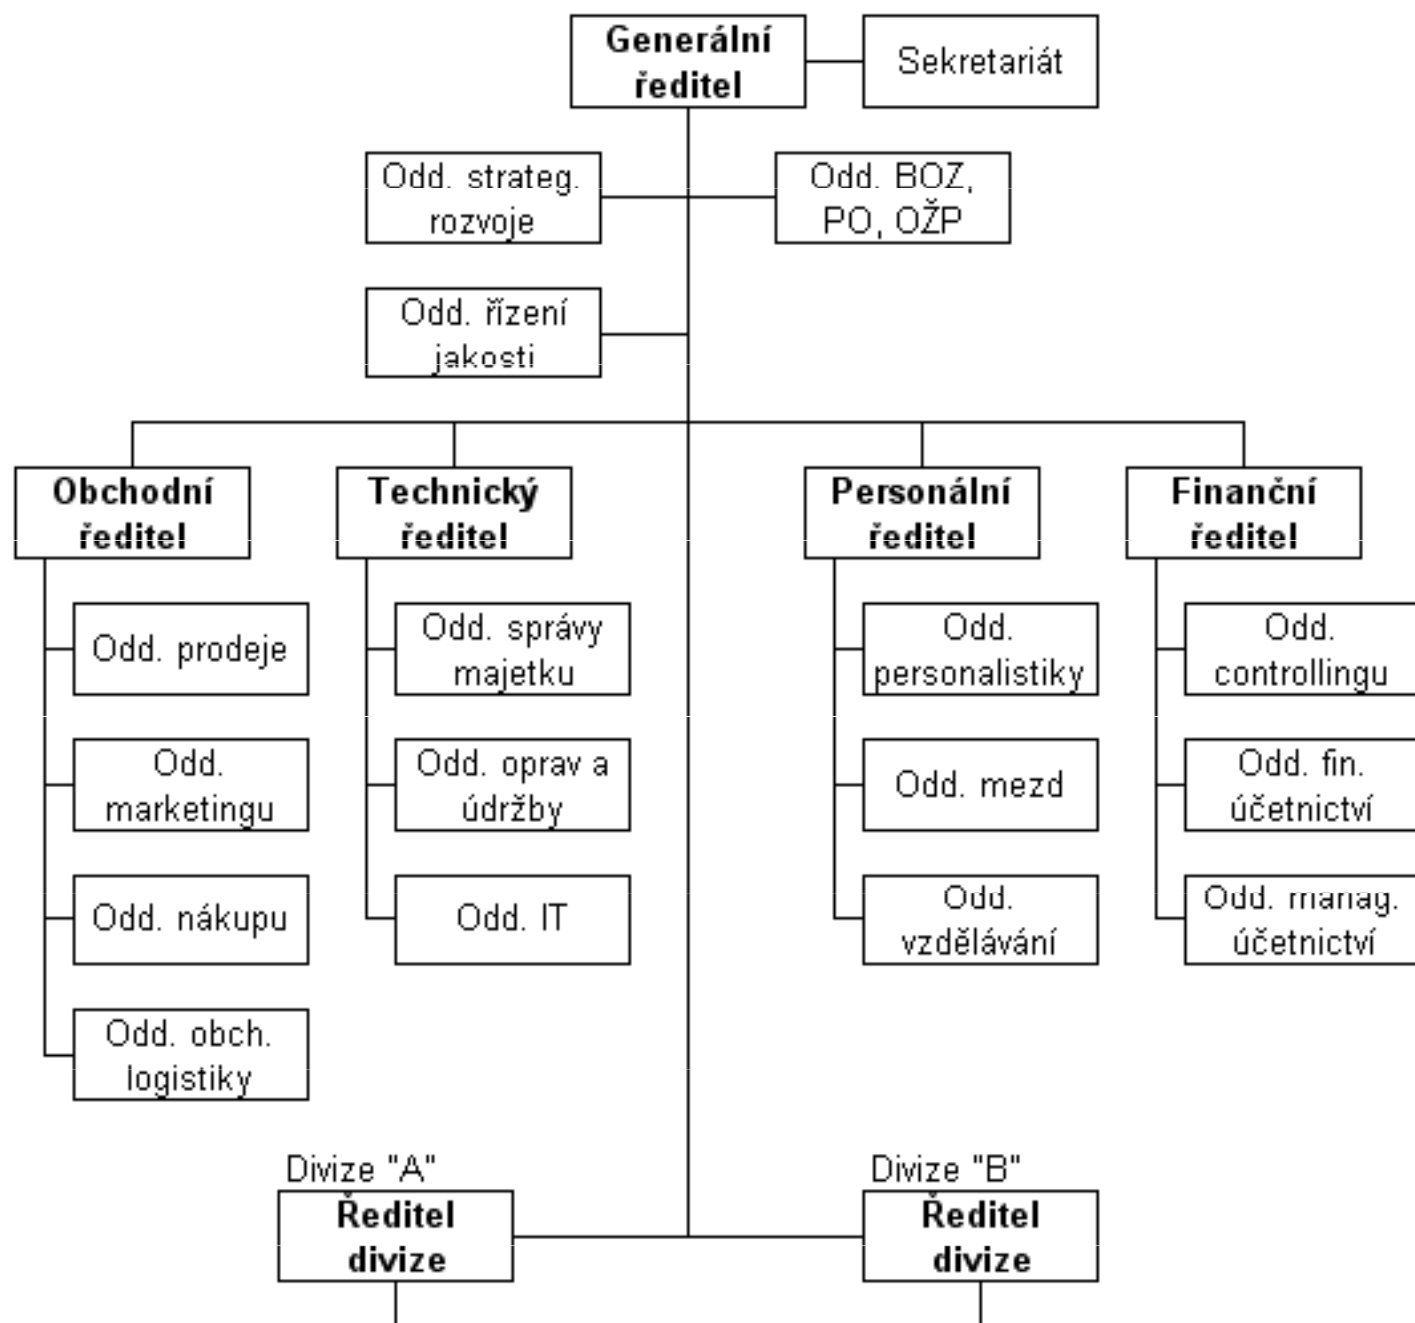 Generální
ředitel
Sekretariát
Odd. strateg.
rozvoje
Odd. BOZ,
PO, OŽP
Odd. řízení
jakosti
Obchodní
ředitel
Technický
ředitel
Personální
ředitel
Finanční
ředitel
Odd. prodeje
Odd. správy
majetku
Odd.
personalistiky
Odd.
controllingu
Odd.
marketingu
Odd. oprav a
údržby
Odd. mezd
Odd. fin.
účetnictví
Odd. nákupu
Odd. IT
Odd.
vzdělávání
Odd. manag.
účetnictví
Odd. obch.
logistiky
Divize "A"
Ředitel
divize
Divize "B"
Ředitel
divize